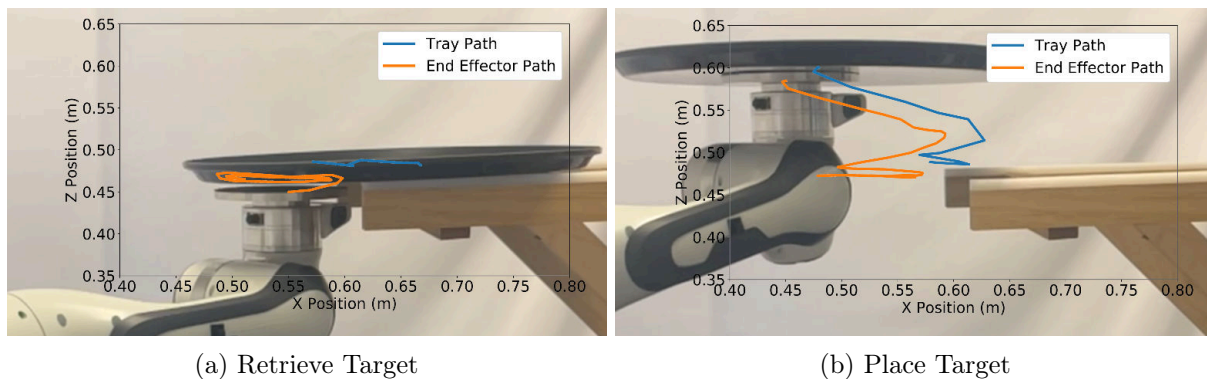 0.65
0.60
0.55
0.50
0.45
0.40
0.35
Z Position (m)
0.40 0.45 0.50 0.55 0.60 0.65 0.70 0.75 0.80
X Position (m)
Tray Path
End Effector Path
(a) Retrieve Target
0.65
0.60
0.55
0.50
0.45
0.40
0.35
Z Position (m)
0.40 0.45 0.50 0.55 0.60 0.65 0.70 0.75 0.80
X Position (m)
Tray Path
End Effector Path
(b) Place Target